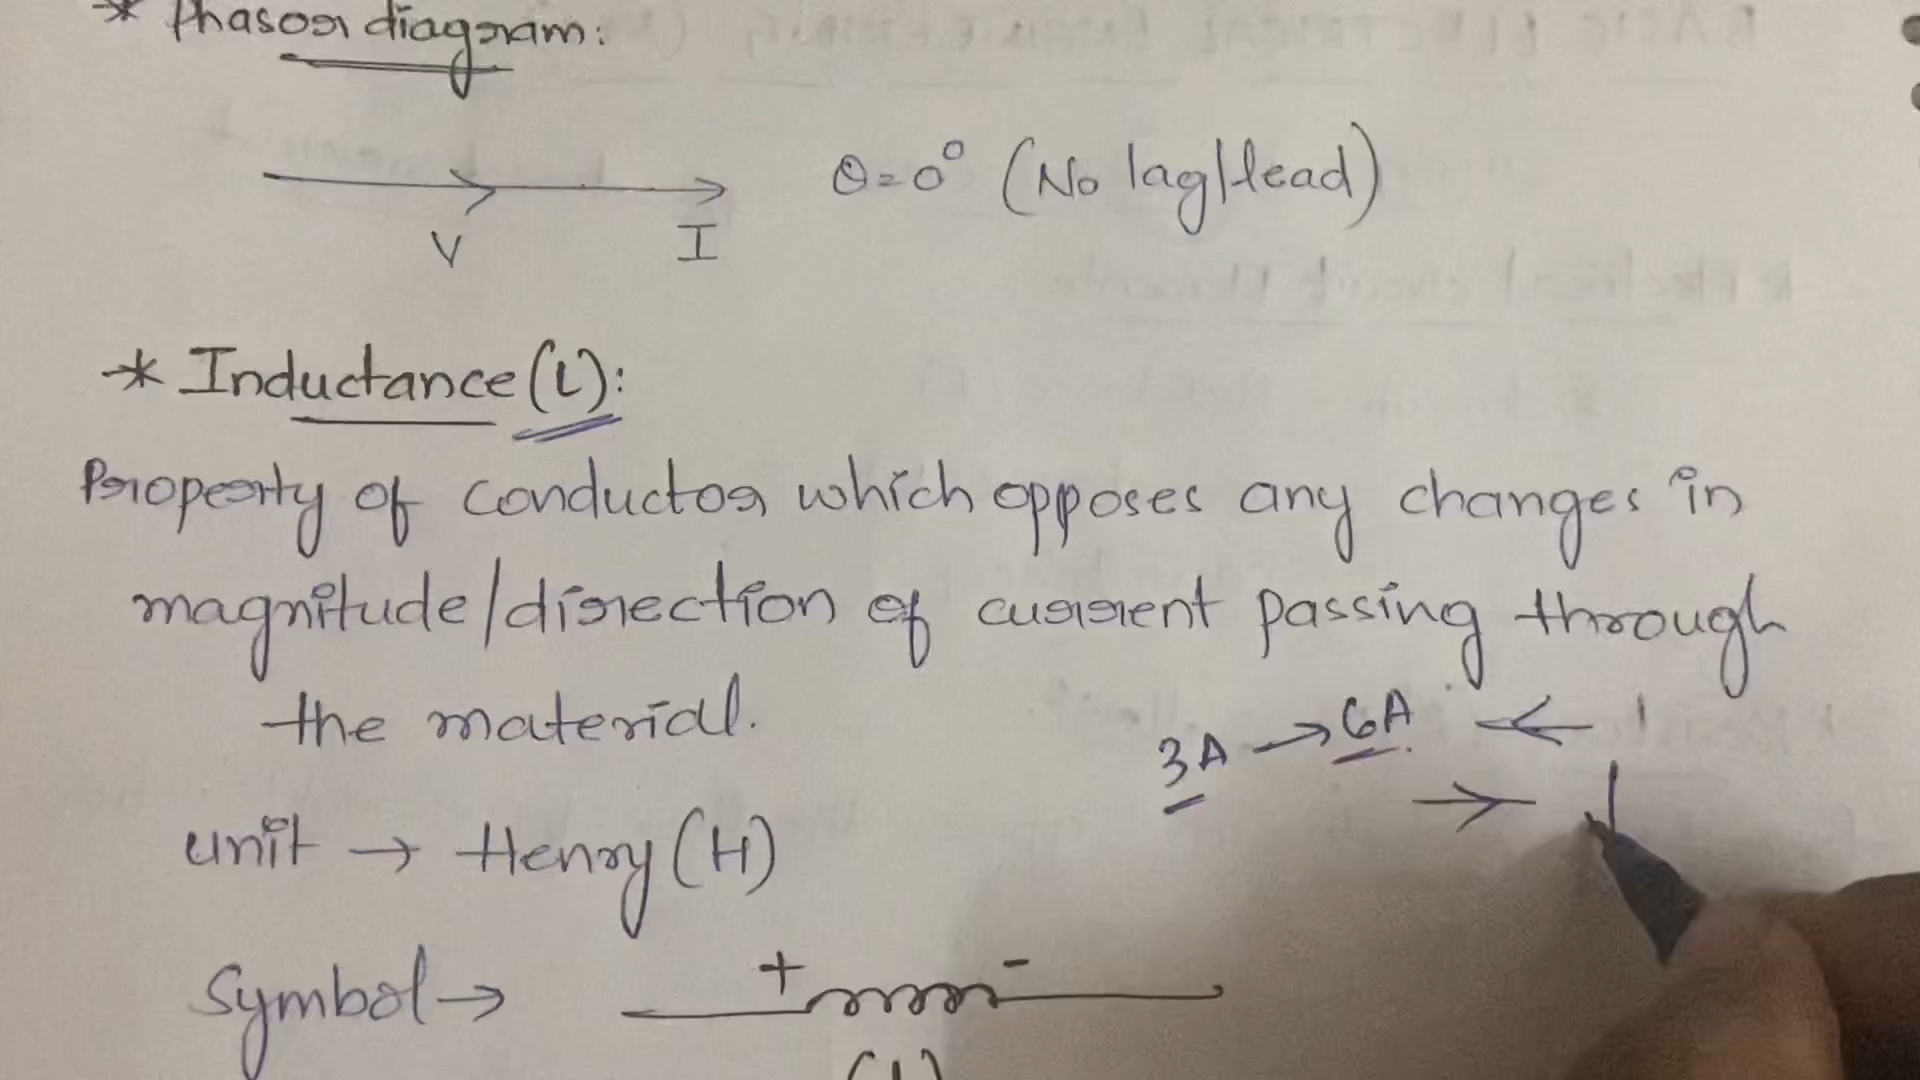 * Phasor diagram:
V I θ=0° (No lag/lead)
* Inductance (L):
Property of conductor which opposes any changes in
magnitude/direction of current passing through
the material.
3A → 6A
unit → Henry (H)
Symbol → + -
(L)